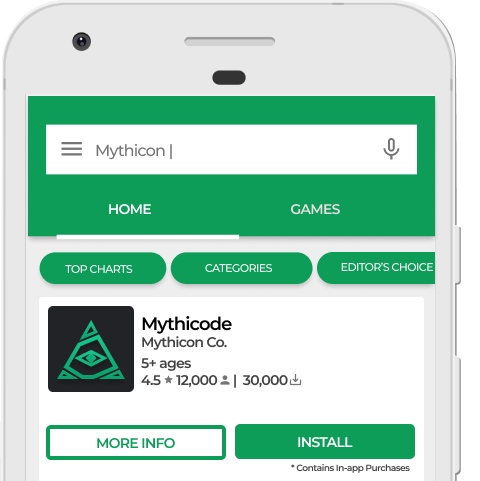 Mythicon |
HOME GAMES
TOP CHARTS CATEGORIES EDITOR'S CHOICE
Mythicode
Mythicon Co.
5+ ages
4.5 12,000 | 30,000
MORE INFO INSTALL
* Contains In-app Purchases